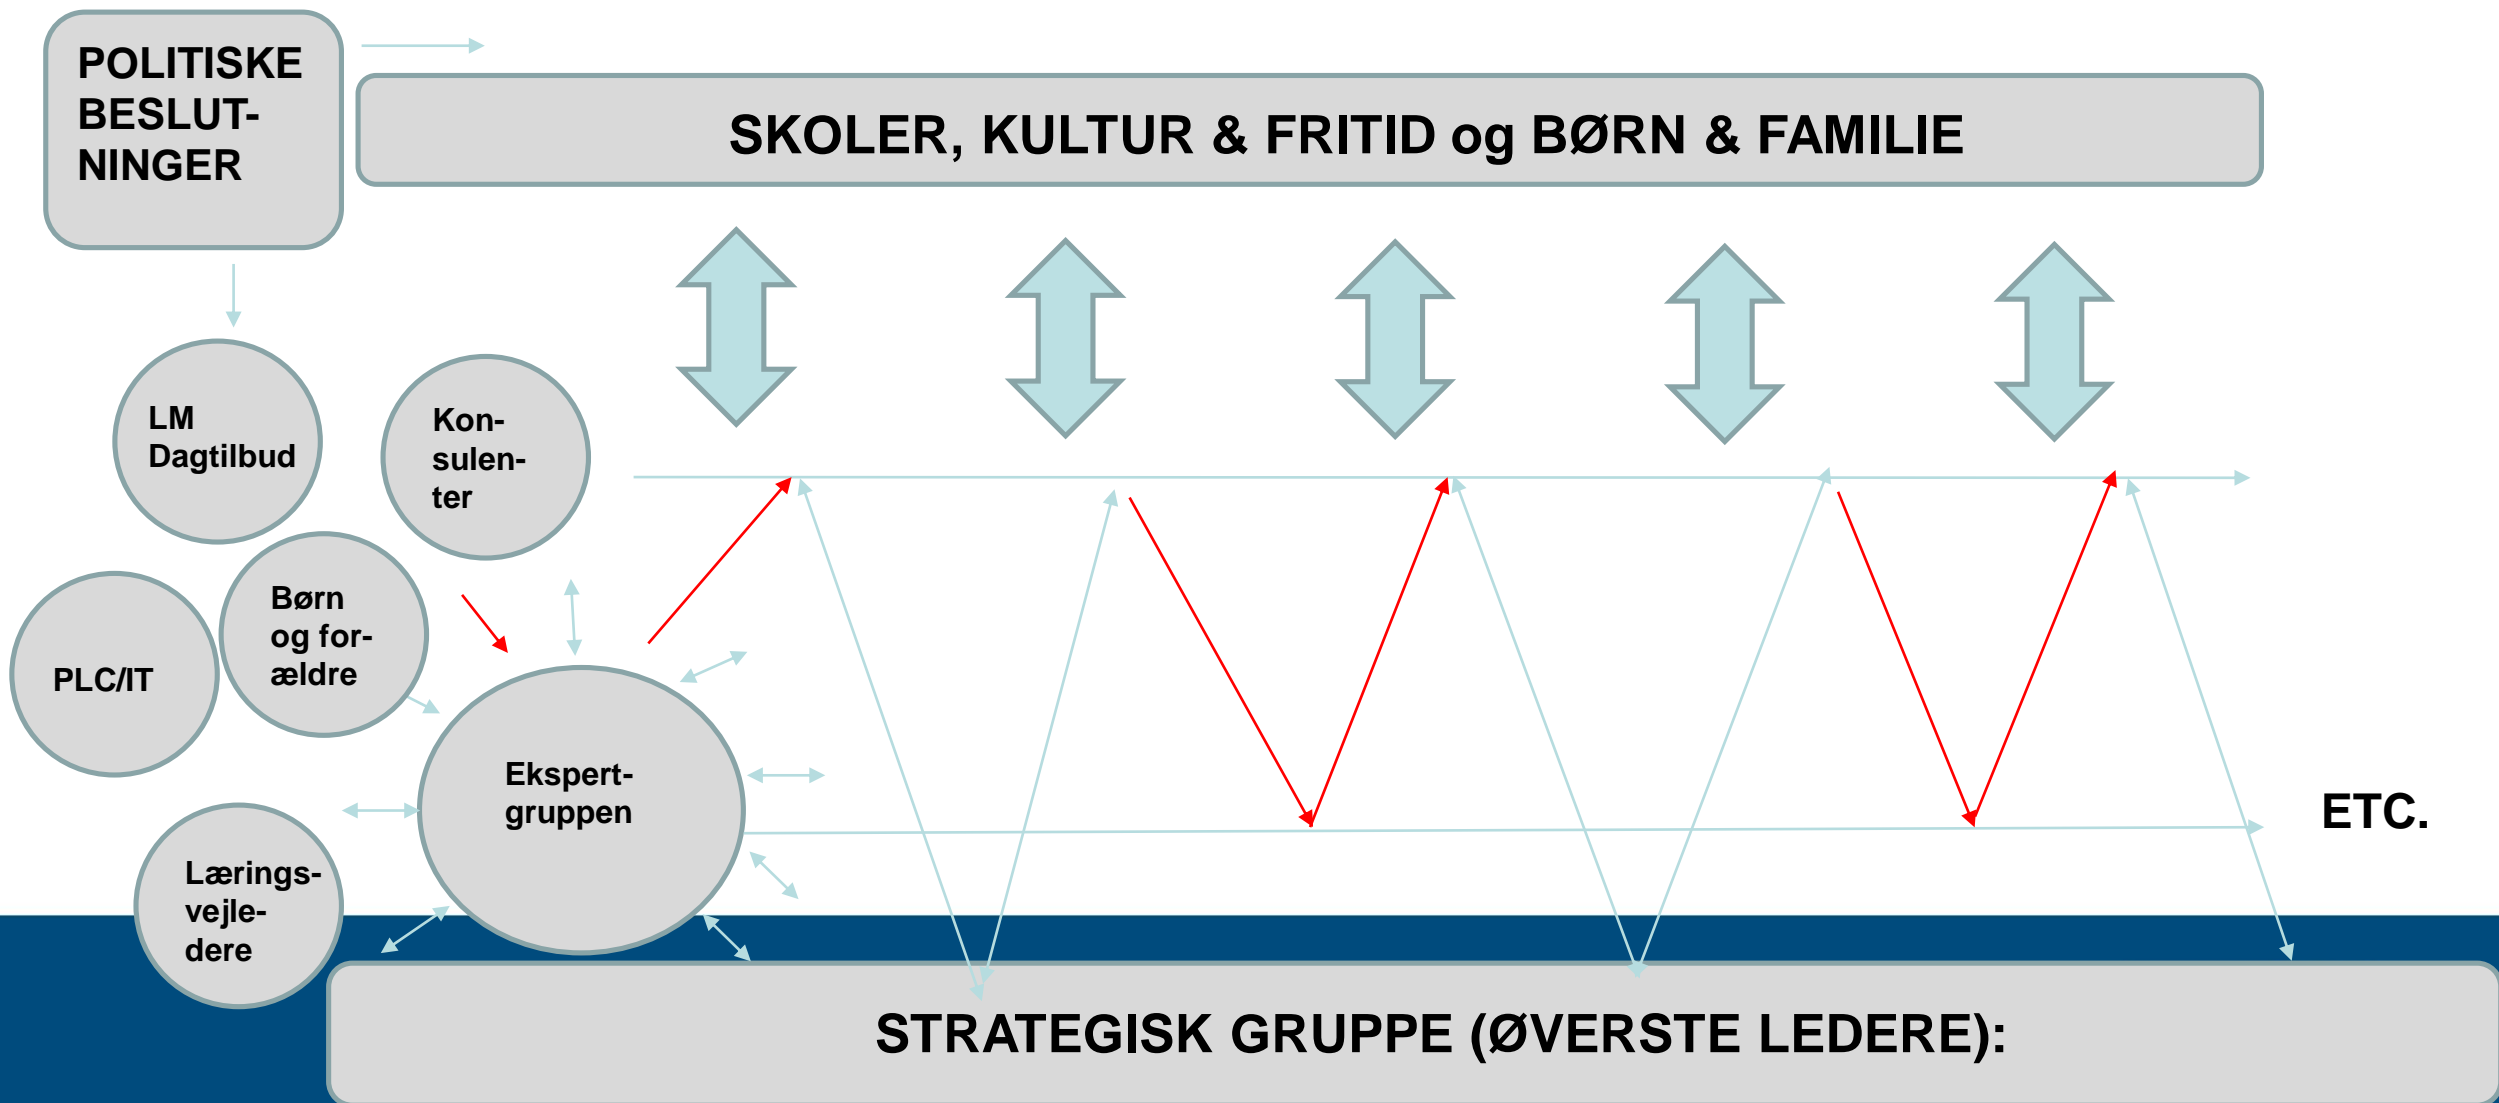 POLITISKE
BESLUT-
NINGER
SKOLER, KULTUR & FRITID og BØRN & FAMILIE
LM
Dagtilbud
Kon-
sulen-
ter
Børn
og for-
ældre
PLC/IT
Ekspert-
gruppen
ETC.
Lærings-
vejle-
dere
STRATEGISK GRUPPE (ØVERSTE LEDERE):